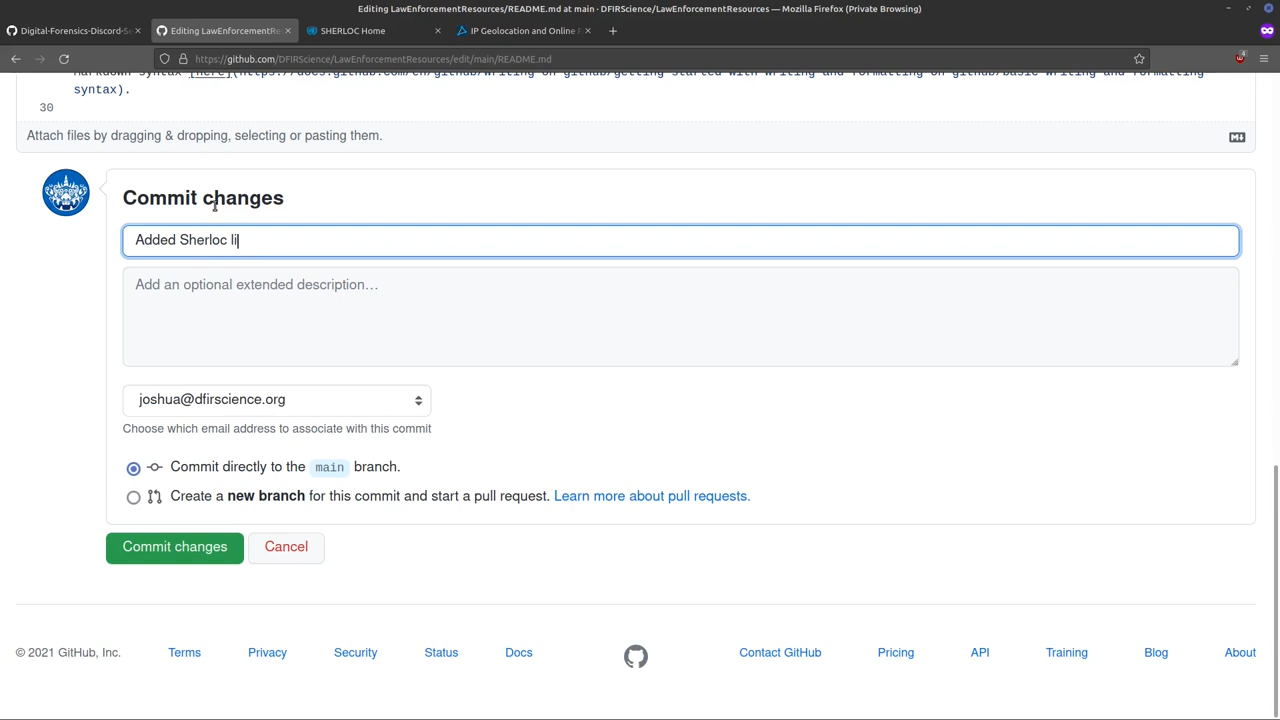 Editing LawEnforcementResources/README.md at main · DFIRScience/LawEnforcementResources — Mozilla Firefox (Private Browsing)
Digital-Forensics-Discord-S
Editing LawEnforcementR
SHERLOC Home
IP Geolocation and Online F
https://github.com/DFIRScience/LawEnforcementResources/edit/main/README.md
4
Markdown syntax [here](https://docs.github.com/en/github/writing-on-github/getting-started-with-writing-and-formatting-on-github/basic-writing-and-formatting-
syntax).
30
Attach files by dragging & dropping, selecting or pasting them.
Commit changes
Added Sherloc li
Add an optional extended description…
joshua@dfirscience.org
Choose which email address to associate with this commit
Commit directly to the main branch.
Create a new branch for this commit and start a pull request. Learn more about pull requests.
Commit changes Cancel
© 2021 GitHub, Inc. Terms Privacy Security Status Docs Contact GitHub Pricing API Training Blog About